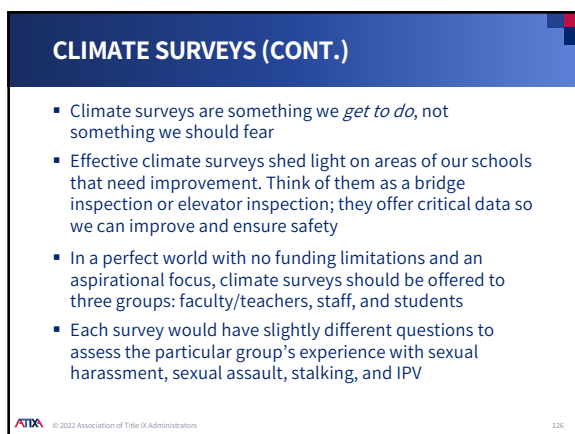 CLIMATE SURVEYS (CONT.)
▪ Climate surveys are something we get to do, not
something we should fear
▪ Effective climate surveys shed light on areas of our schools
that need improvement. Think of them as a bridge
inspection or elevator inspection; they offer critical data so
we can improve and ensure safety
▪ In a perfect world with no funding limitations and an
aspirational focus, climate surveys should be offered to
three groups: faculty/teachers, staff, and students
▪ Each survey would have slightly different questions to
assess the particular group’s experience with sexual
harassment, sexual assault, stalking, and IPV
ATIXA © 2022 Association of Title IX Administrators 126